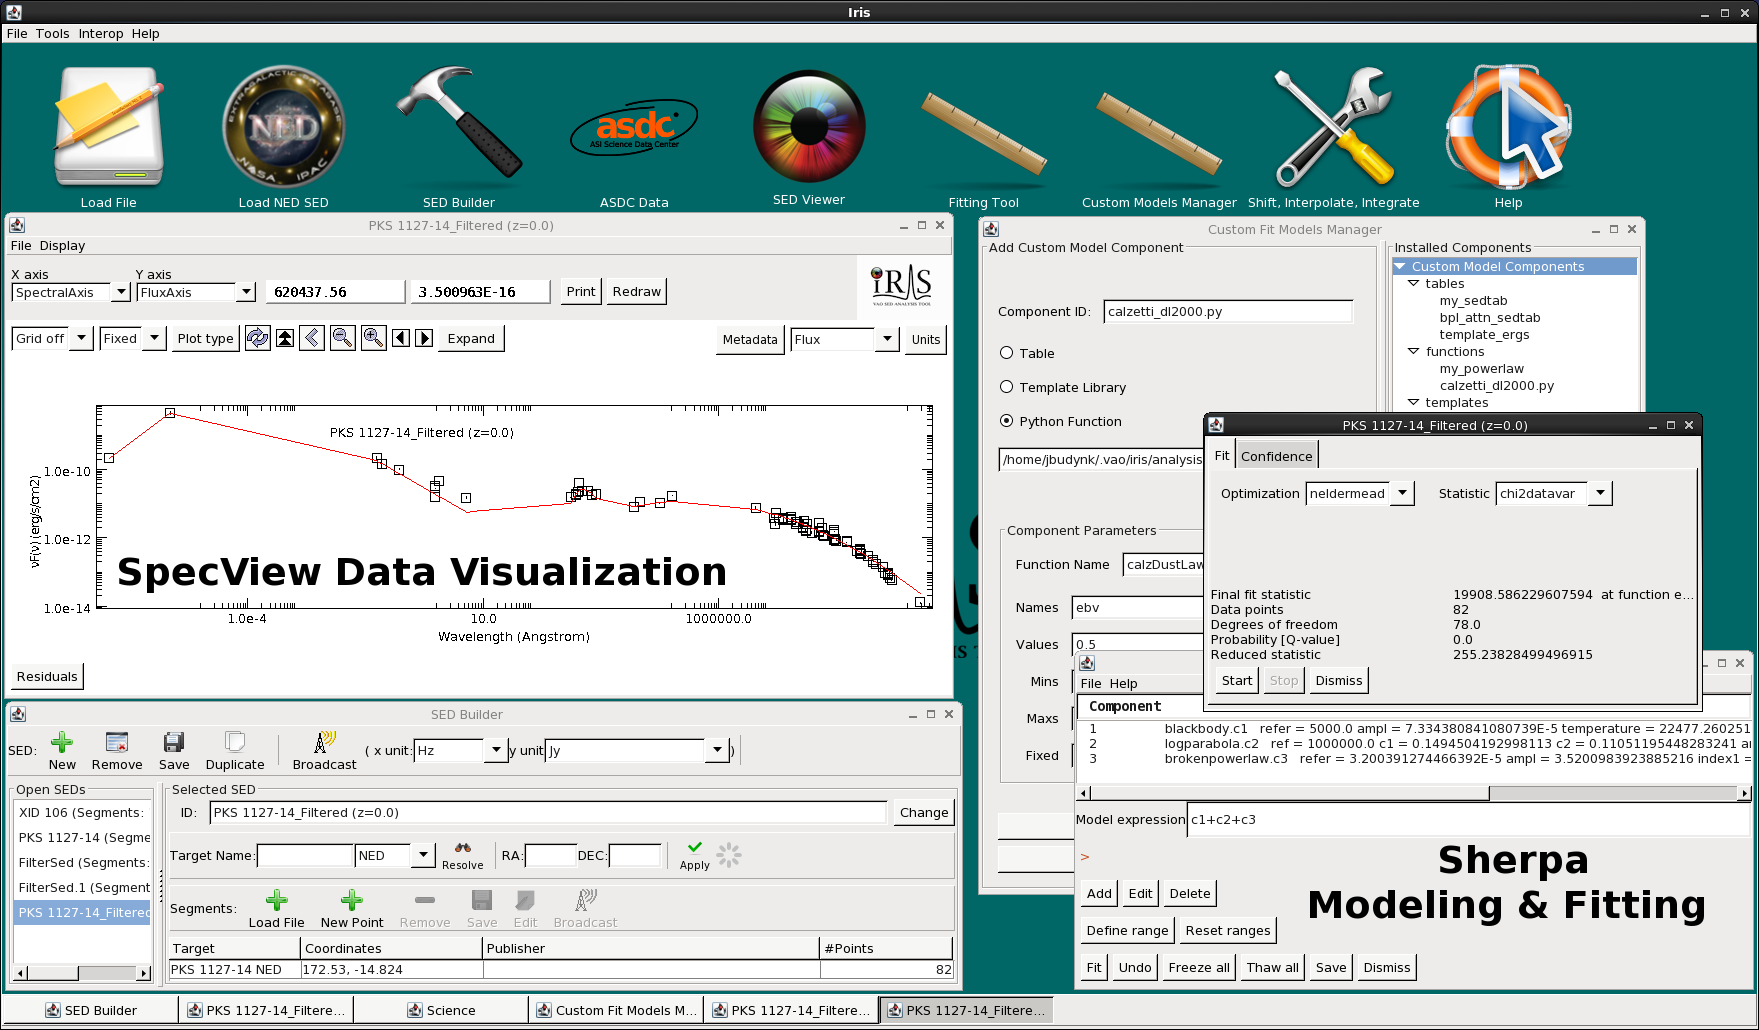 Iris
File Tools Interop Help
EXTRAGALACTIC DATABASE
NED
NASA IPAC
asdc
ASI Science Data Center
Load File
Load NED SED
SED Builder
ASDC Data
SED Viewer
Fitting Tool
Custom Models Manager
Shift, Interpolate, Integrate
Help
PKS 1127-14_Filtered (z=0.0)
File Display
X axis
Y axis
SpectralAxis
FluxAxis
620437.56
3.500963E-16
Print
Redraw
IRIS
VAO SED ANALYSIS TOOL
Grid off
Fixed
Plot type
Expand
Metadata
Flux
Units
PKS 1127-14_Filtered (z=0.0)
νF(ν) (erg/s/cm2)
1.0e-10
1.0e-12
1.0e-14
1.0e-4
10.0
1000000.0
Wavelength (Angstrom)
SpecView Data Visualization
Residuals
Custom Fit Models Manager
Add Custom Model Component
Component ID:
calzetti_dl2000.py
Table
Template Library
Python Function
/home/jbudynk/.vao/iris/analysis
Component Parameters
Function Name
calzDustLaw
Names
ebv
Values
0.5
Mins
Maxs
Fixed
Installed Components
Custom Model Components
tables
my_sedtab
bpl_attn_sedtab
template_ergs
functions
my_powerlaw
calzetti_dl2000.py
templates
PKS 1127-14_Filtered (z=0.0)
Fit
Confidence
Optimization
neldermead
Statistic
chi2datavar
Final fit statistic 19908.586229607594 at function e...
Data points 82
Degrees of freedom 78.0
Probability [Q-value] 0.0
Reduced statistic 255.23828499496915
Start
Stop
Dismiss
File Help
Component
1 blackbody.c1 refer = 5000.0 ampl = 7.334380841080739E-5 temperature = 22477.260251
2 logparabola.c2 ref = 1000000.0 c1 = 0.1494504192998113 c2 = 0.11051195448283241 ar
3 brokenpowerlaw.c3 refer = 3.200391274466392E-5 ampl = 3.5200983923885216 index1 =
Model expression
c1+c2+c3
>
Sherpa
Modeling & Fitting
Add
Edit
Delete
Define range
Reset ranges
Fit
Undo
Freeze all
Thaw all
Save
Dismiss
SED Builder
SED:
New
Remove
Save
Duplicate
Broadcast
( x unit:
Hz
y unit
Jy
)
Open SEDs
XID 106 (Segments:
PKS 1127-14 (Segme
FilterSed (Segments:
FilterSed.1 (Segment
PKS 1127-14_Filtered
Selected SED
ID:
PKS 1127-14_Filtered (z=0.0)
Change
Target Name:
NED
Resolve
RA:
DEC:
Apply
Segments:
Load File
New Point
Remove
Save
Edit
Broadcast
Target Coordinates Publisher #Points
PKS 1127-14 NED 172.53, -14.824 82
SED Builder
PKS 1127-14_Filtere...
Science
Custom Fit Models M...
PKS 1127-14_Filtere...
PKS 1127-14_Filtere...